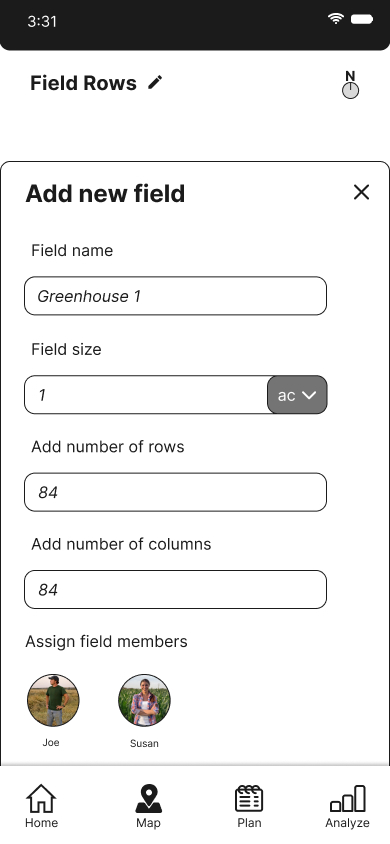 3:31
Field Rows
N
Add new field
Field name
Greenhouse 1
Field size
1
ac
Add number of rows
84
Add number of columns
84
Assign field members
Joe
Susan
Home
Map
Plan
Analyze